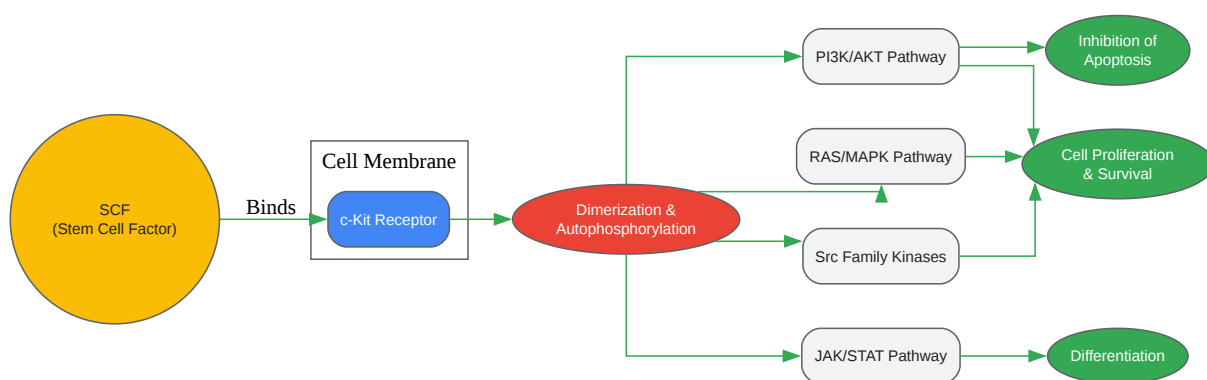 SCF
(Stem Cell Factor)
Binds
Cell Membrane
c-Kit Receptor
Dimerization &
Autophosphorylation
PI3K/AKT Pathway
RAS/MAPK Pathway
Src Family Kinases
JAK/STAT Pathway
Inhibition of
Apoptosis
Cell Proliferation
& Survival
Differentiation